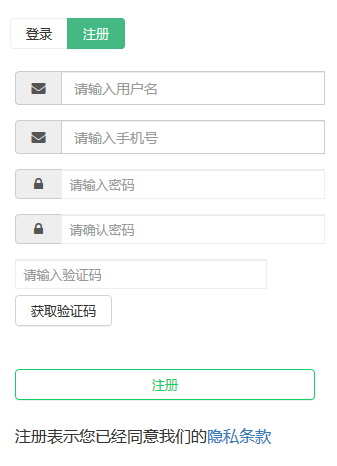 登录 注册
请输入用户名
请输入手机号
请输入密码
请确认密码
请输入验证码
获取验证码
注册
注册表示您已经同意我们的隐私条款